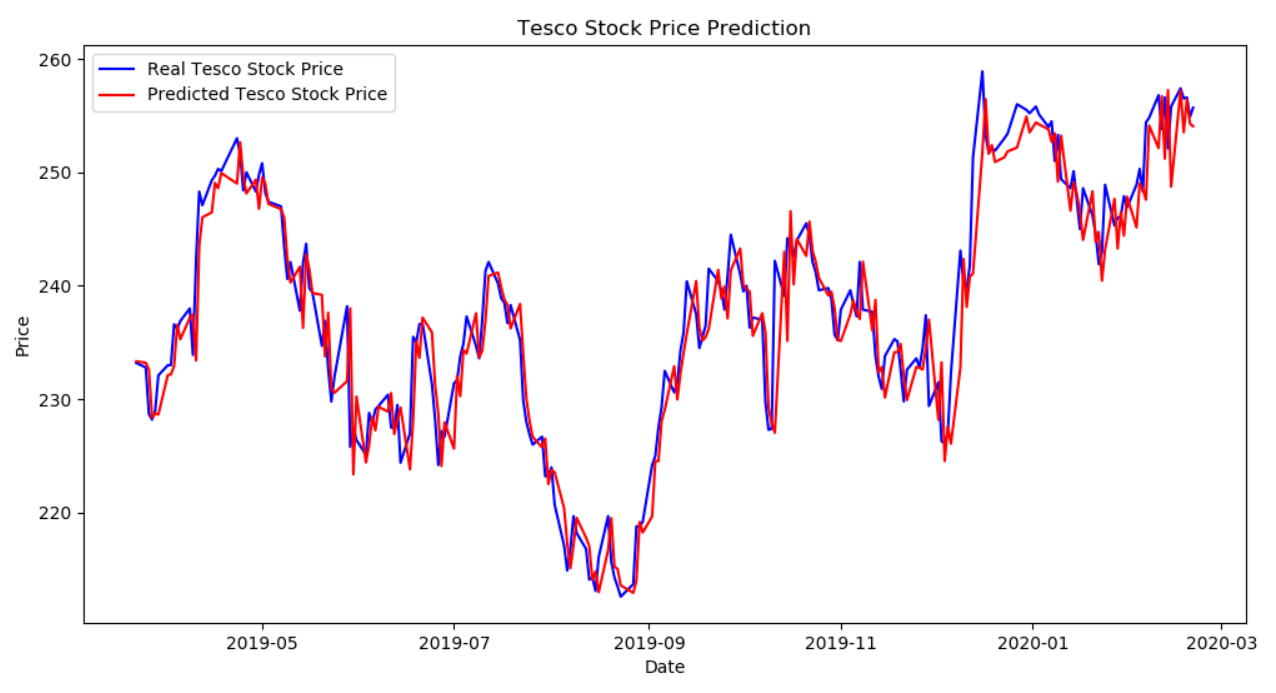 Tesco Stock Price Prediction
Real Tesco Stock Price
Predicted Tesco Stock Price
260
250
240
230
220
Price
2019-05
2019-07
2019-09
2019-11
2020-01
2020-03
Date